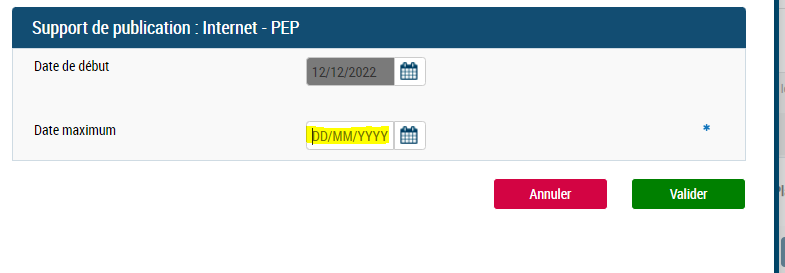 Support de publication : Internet - PEP
Date de début
12/12/2022
Date maximum
DD/MM/YYYY
*
Annuler
Valider